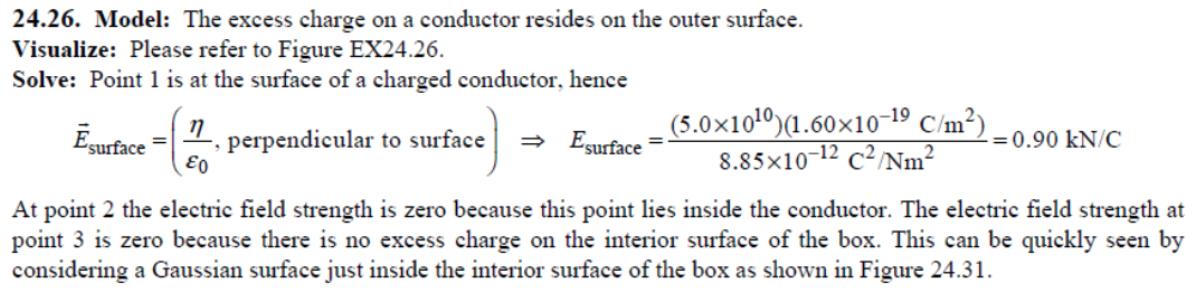 24.26. Model: The excess charge on a conductor resides on the outer surface.
Visualize: Please refer to Figure EX24.26.
Solve: Point 1 is at the surface of a charged conductor, hence
$\vec{E}_{\text{surface}} = \left( \frac{\eta}{\varepsilon_0}, \text{perpendicular to surface} \right) \Rightarrow E_{\text{surface}} = \frac{(5.0 \times 10^{10})(1.60 \times 10^{-19} \text{ C/m}^2)}{8.85 \times 10^{-12} \text{ C}^2/\text{Nm}^2} = 0.90 \text{ kN/C}$
At point 2 the electric field strength is zero because this point lies inside the conductor. The electric field strength at
point 3 is zero because there is no excess charge on the interior surface of the box. This can be quickly seen by
considering a Gaussian surface just inside the interior surface of the box as shown in Figure 24.31.